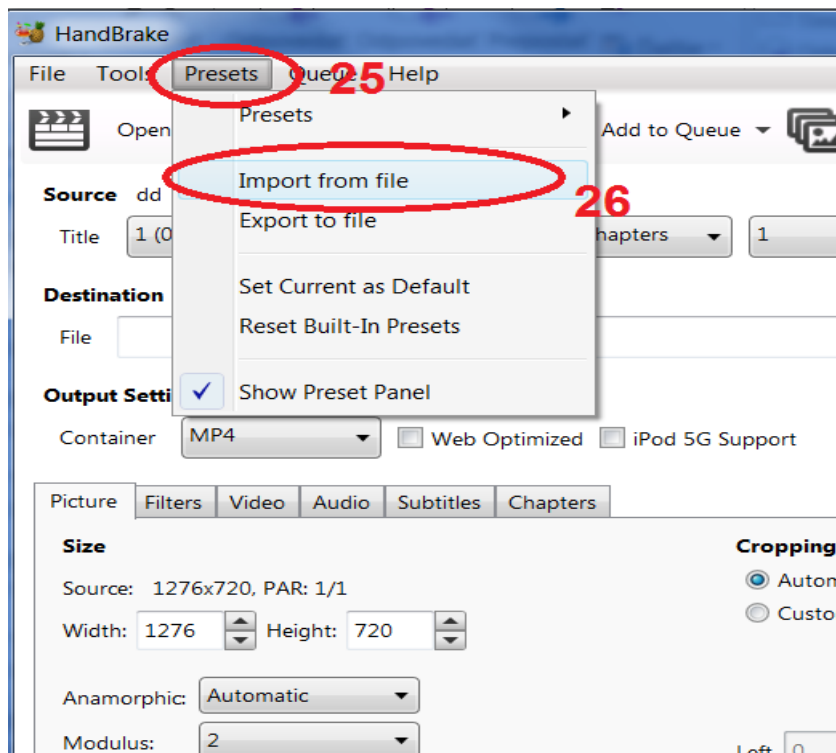 HandBrake
File Tools Presets Queue Help
25
Presets
Open
Add to Queue
Import from file
26
Source dd
Export to file
Title 1 (0 hapters 1
Set Current as Default
Destination
Reset Built-In Presets
File
Show Preset Panel
Output Setti
Container MP4 Web Optimized iPod 5G Support
Picture Filters Video Audio Subtitles Chapters
Size Cropping
Source: 1276x720, PAR: 1/1 Autom
Width: 1276 Height: 720 Custo
Anamorphic: Automatic
Modulus: 2
Left 0